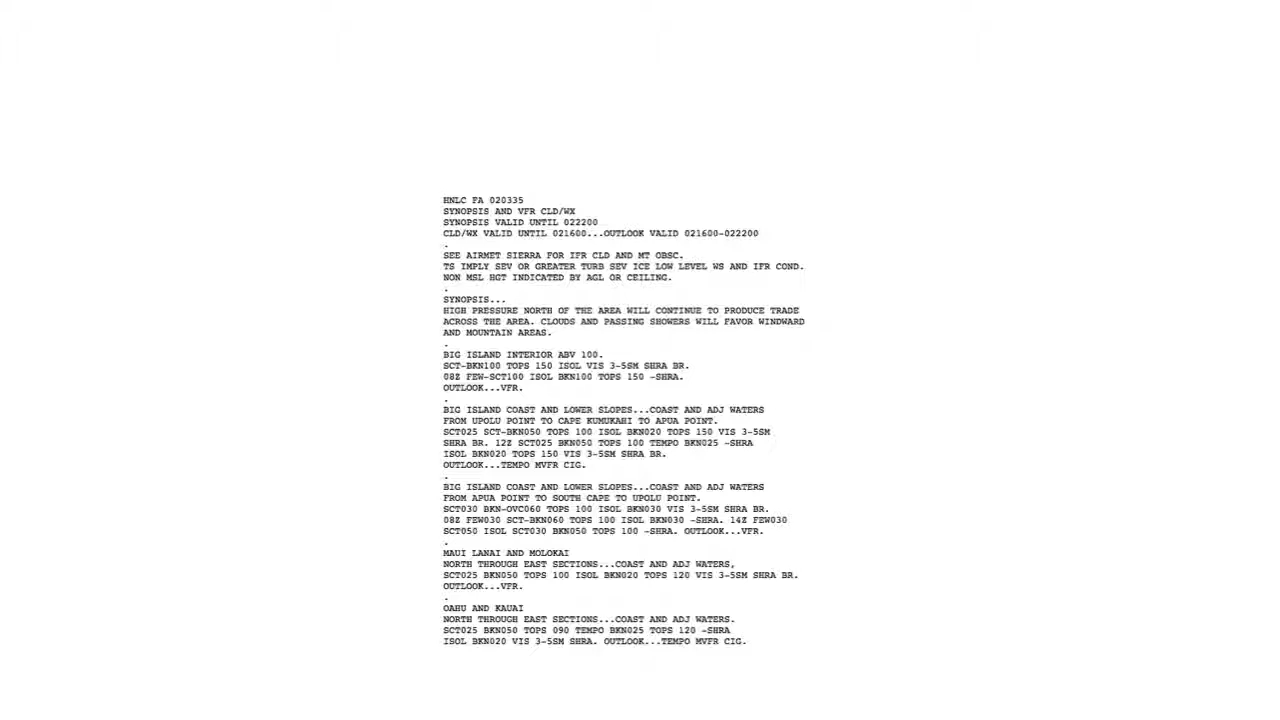 HNLC FA 020335
SYNOPSIS AND VFR CLD/WX
SYNOPSIS VALID UNTIL 022200
CLD/WX VALID UNTIL 021600...OUTLOOK VALID 021600-022200
.
SEE AIRMET SIERRA FOR IFR CLD AND MT OBSC.
TS IMPLY SEV OR GREATER TURB SEV ICE LOW LEVEL WS AND IFR COND.
NON MSL HGT INDICATED BY AGL OR CEILING.
.
SYNOPSIS...
HIGH PRESSURE NORTH OF THE AREA WILL CONTINUE TO PRODUCE TRADE
ACROSS THE AREA. CLOUDS AND PASSING SHOWERS WILL FAVOR WINDWARD
AND MOUNTAIN AREAS.
.
BIG ISLAND INTERIOR ABV 100.
SCT-BKN100 TOPS 150 ISOL VIS 3-5SM SHRA BR.
08Z FEW-SCT100 ISOL BKN100 TOPS 150 -SHRA.
OUTLOOK...VFR.
.
BIG ISLAND COAST AND LOWER SLOPES...COAST AND ADJ WATERS
FROM UPOLU POINT TO CAPE KUMUKAHI TO APUA POINT.
SCT025 SCT-BKN050 TOPS 100 ISOL BKN020 TOPS 150 VIS 3-5SM
SHRA BR. 12Z SCT025 BKN050 TOPS 100 TEMPO BKN025 -SHRA
ISOL BKN020 TOPS 150 VIS 3-5SM SHRA BR.
OUTLOOK...TEMPO MVFR CIG.
.
BIG ISLAND COAST AND LOWER SLOPES...COAST AND ADJ WATERS
FROM APUA POINT TO SOUTH CAPE TO UPOLU POINT.
SCT030 BKN-OVC060 TOPS 100 ISOL BKN030 VIS 3-5SM SHRA BR.
08Z FEW030 SCT-BKN060 TOPS 100 ISOL BKN030 -SHRA. 14Z FEW030
SCT050 ISOL SCT030 BKN050 TOPS 100 -SHRA. OUTLOOK...VFR.
.
MAUI LANAI AND MOLOKAI
NORTH THROUGH EAST SECTIONS...COAST AND ADJ WATERS,
SCT025 BKN050 TOPS 100 ISOL BKN020 TOPS 120 VIS 3-5SM SHRA BR.
OUTLOOK...VFR.
.
OAHU AND KAUAI
NORTH THROUGH EAST SECTIONS...COAST AND ADJ WATERS.
SCT025 BKN050 TOPS 090 TEMPO BKN025 TOPS 120 -SHRA
ISOL BKN020 VIS 3-5SM SHRA. OUTLOOK...TEMPO MVFR CIG.